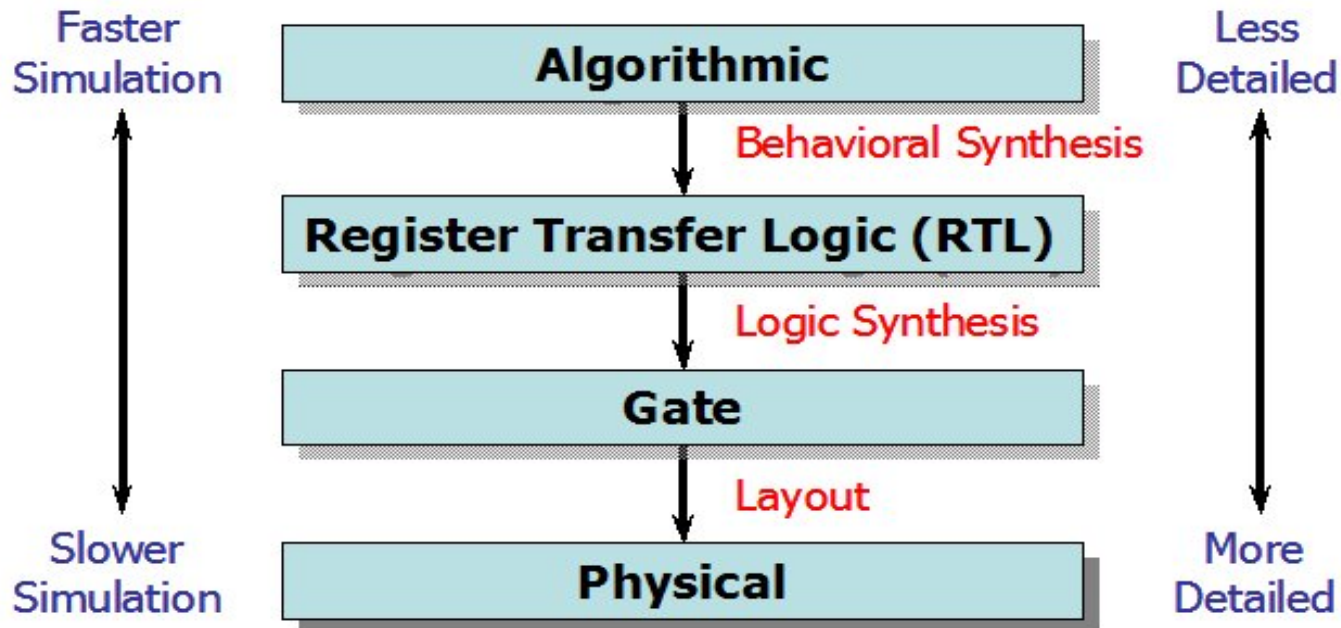 Faster
Simulation
Algorithmic
Less
Detailed
Behavioral Synthesis
Register Transfer Logic (RTL)
Logic Synthesis
Gate
Layout
Slower
Simulation
Physical
More
Detailed